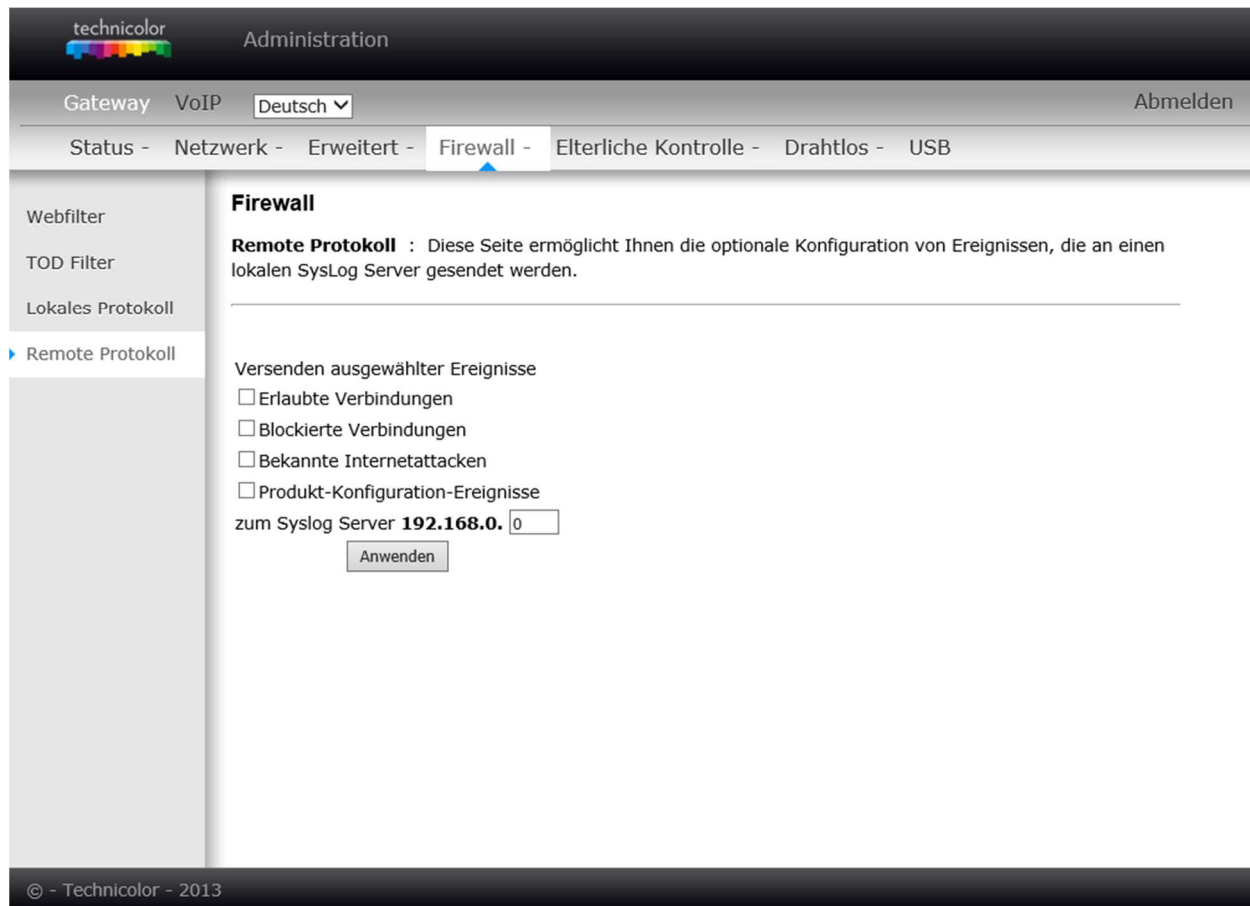 technicolor
Administration
Gateway VoIP Deutsch Abmelden
Status - Netzwerk - Erweitert - Firewall - Elterliche Kontrolle - Drahtlos - USB
Webfilter
TOD Filter
Lokales Protokoll
Remote Protokoll
Firewall
Remote Protokoll : Diese Seite ermöglicht Ihnen die optionale Konfiguration von Ereignissen, die an einen
lokalen SysLog Server gesendet werden.
Versenden ausgewählter Ereignisse
Erlaubte Verbindungen
Blockierte Verbindungen
Bekannte Internetattacken
Produkt-Konfiguration-Ereignisse
zum Syslog Server 192.168.0. 0
Anwenden
© - Technicolor - 2013